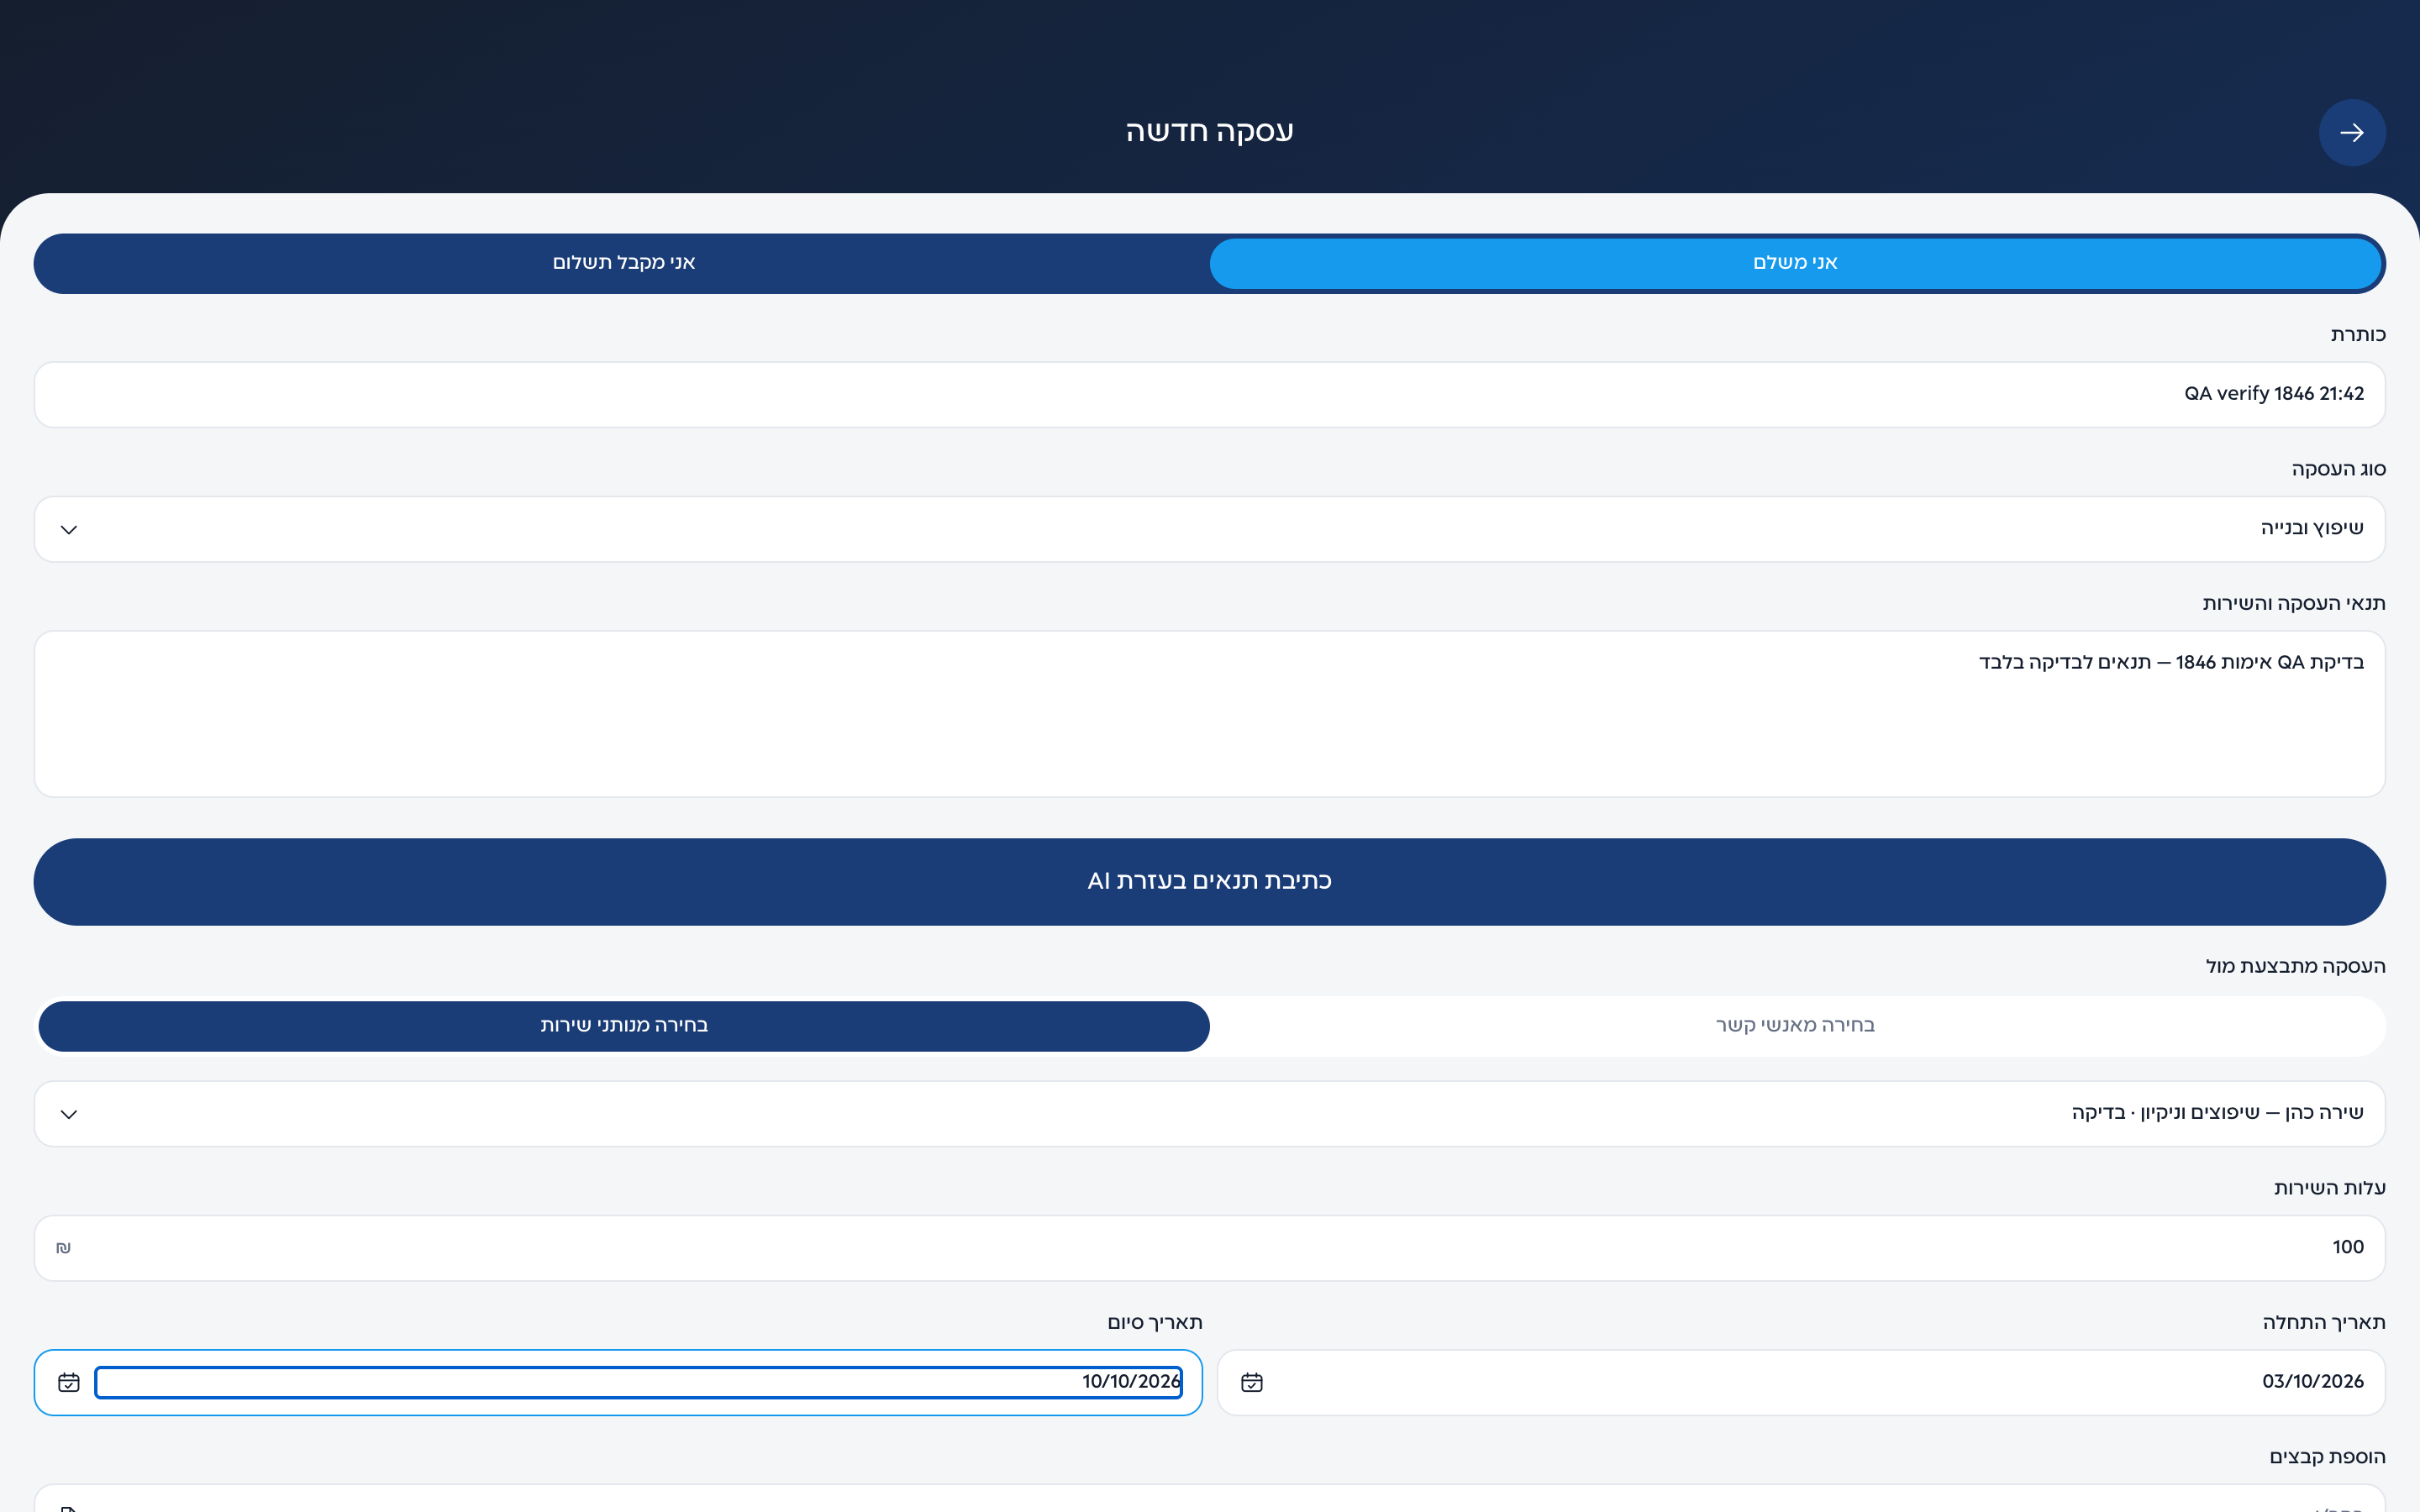 עסקה חדשה
אני משלם
אני מקבל תשלום
כותרת
QA verify 1846 21:42
סוג העסקה
שיפוץ ובנייה
תנאי העסקה והשירות
בדיקת QA אימות 1846 — תנאים לבדיקה בלבד
כתיבת תנאים בעזרת AI
העסקה מתבצעת מול
בחירה מאנשי קשר
בחירה מנותני שירות
שירה כהן — שיפוצים וניקיון · בדיקה
עלות השירות
100 ₪
תאריך התחלה
תאריך סיום
03/10/2026
10/10/2026
הוספת קבצים